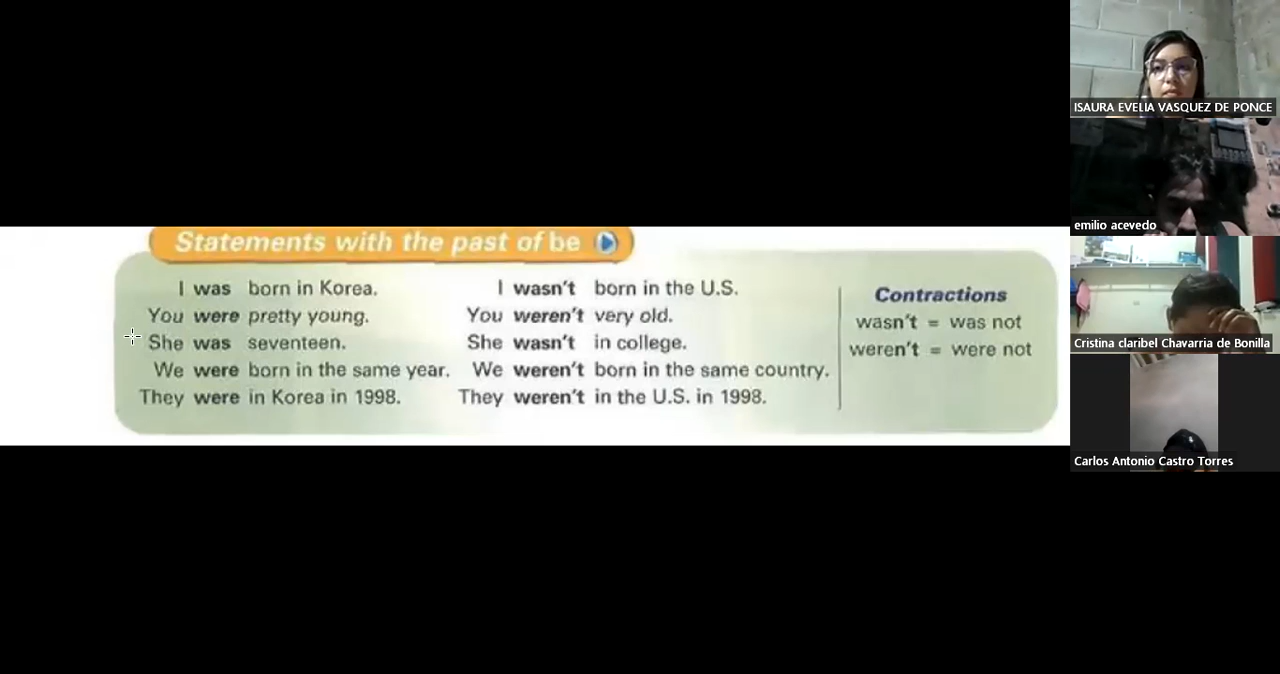 Statements with the past of be
I was born in Korea.
You were pretty young.
She was seventeen.
We were born in the same year.
They were in Korea in 1998.
I wasn't born in the U.S.
You weren't very old.
She wasn't in college.
We weren't born in the same country.
They weren't in the U.S. in 1998.
Contractions
wasn't = was not
weren't = were not
ISAURA EVELIA VASQUEZ DE PONCE
emilio acevedo
Cristina claribel Chavarria de Bonilla
Carlos Antonio Castro Torres